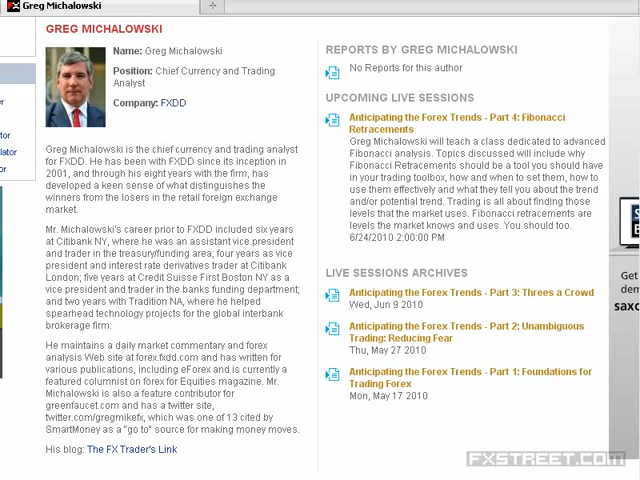 Greg Michalowski
GREG MICHALOWSKI
Name: Greg Michalowski
Position: Chief Currency and Trading
Analyst
Company: FXDD
Greg Michalowski is the chief currency and trading analyst
for FXDD. He has been with FXDD since its inception in
2001, and through his eight years with the firm, has
developed a keen sense of what distinguishes the
winners from the losers in the retail foreign exchange
market.
Mr. Michalowski's career prior to FXDD included six years
at Citibank NY, where he was an assistant vice president
and trader in the treasury/funding area; four years as vice
president and interest rate derivatives trader at Citibank
London; five years at Credit Suisse First Boston NY as a
vice president and trader in the banks funding department;
and two years with Tradition NA, where he helped
spearhead technology projects for the global interbank
brokerage firm.
He maintains a daily market commentary and forex
analysis Web site at forex.fxdd.com and has written for
various publications, including eForex and is currently a
featured columnist on forex for Equities magazine. Mr.
Michalowski is also a feature contributor for
greenfaucet.com and has a twitter site,
twitter.com/gregmikefx, which was one of 13 cited by
SmartMoney as a "go to" source for making money moves.
His blog: The FX Trader's Link
REPORTS BY GREG MICHALOWSKI
No Reports for this author
UPCOMING LIVE SESSIONS
Anticipating the Forex Trends - Part 4: Fibonacci
Retracements
Greg Michalowski will teach a class dedicated to advanced
Fibonacci analysis. Topics discussed will include why
Fibonacci Retracements should be a tool you should have
in your trading toolbox, how and when to set them, how to
use them effectively and what they tell you about the trend
and/or potential trend. Trading is all about finding those
levels that the market uses. Fibonacci retracements are
levels the market knows and uses. You should too.
6/24/2010 2:00:00 PM
LIVE SESSIONS ARCHIVES
Anticipating the Forex Trends - Part 3: Threes a Crowd
Wed, Jun 9 2010
Anticipating the Forex Trends - Part 2: Unambiguous
Trading: Reducing Fear
Thu, May 27 2010
Anticipating the Forex Trends - Part 1: Foundations for
Trading Forex
Mon, May 17 2010
Get
saxo
FXSTREET.COM